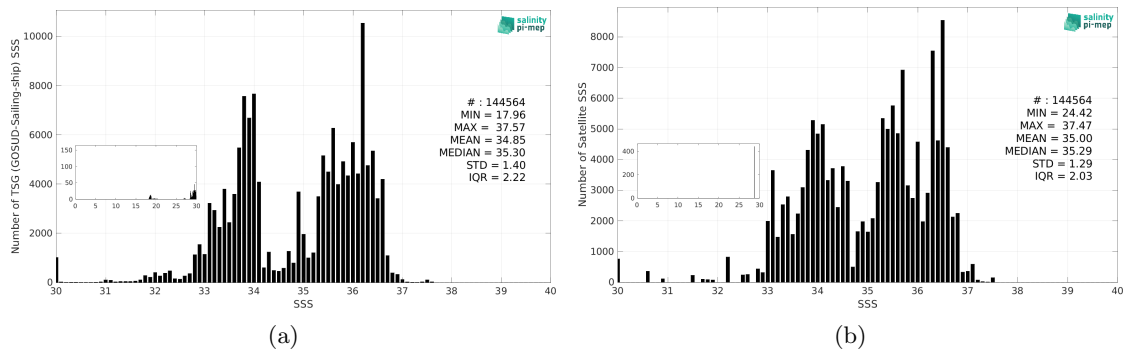 salinity
pi-mep
Number of TSG (GOSUD-Sailing-ship) SSS
10000
8000
6000
4000
2000
0
# : 144564
MIN = 17.96
MAX = 37.57
MEAN = 34.85
MEDIAN = 35.30
STD = 1.40
IQR = 2.22
150
100
50
0
0 5 10 15 20 25 30
30 31 32 33 34 35 36 37 38 39 40
SSS
(a)
salinity
pi-mep
Number of Satellite SSS
8000
7000
6000
5000
4000
3000
2000
1000
0
# : 144564
MIN = 24.42
MAX = 37.47
MEAN = 35.00
MEDIAN = 35.29
STD = 1.29
IQR = 2.03
400
200
0
0 5 10 15 20 25 30
30 31 32 33 34 35 36 37 38 39 40
SSS
(b)